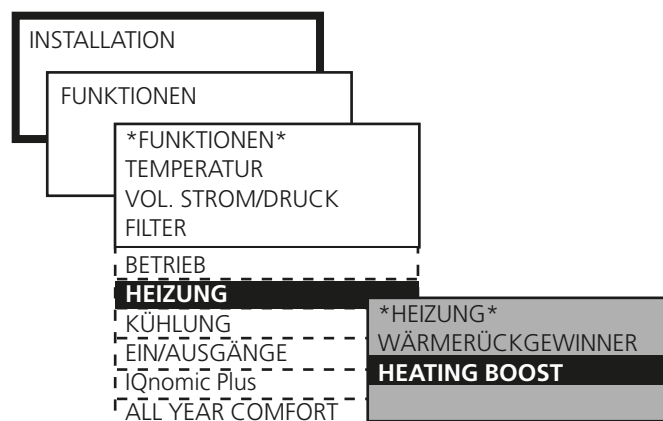 INSTALLATION
FUNKTIONEN
*FUNKTIONEN*
TEMPERATUR
VOL. STROM/DRUCK
FILTER
BETRIEB
HEIZUNG
KÜHLUNG
EIN/AUSGÄNGE
IQnomic Plus
ALL YEAR COMFORT
*HEIZUNG*
WÄRMERÜCKGEWINNER
HEATING BOOST